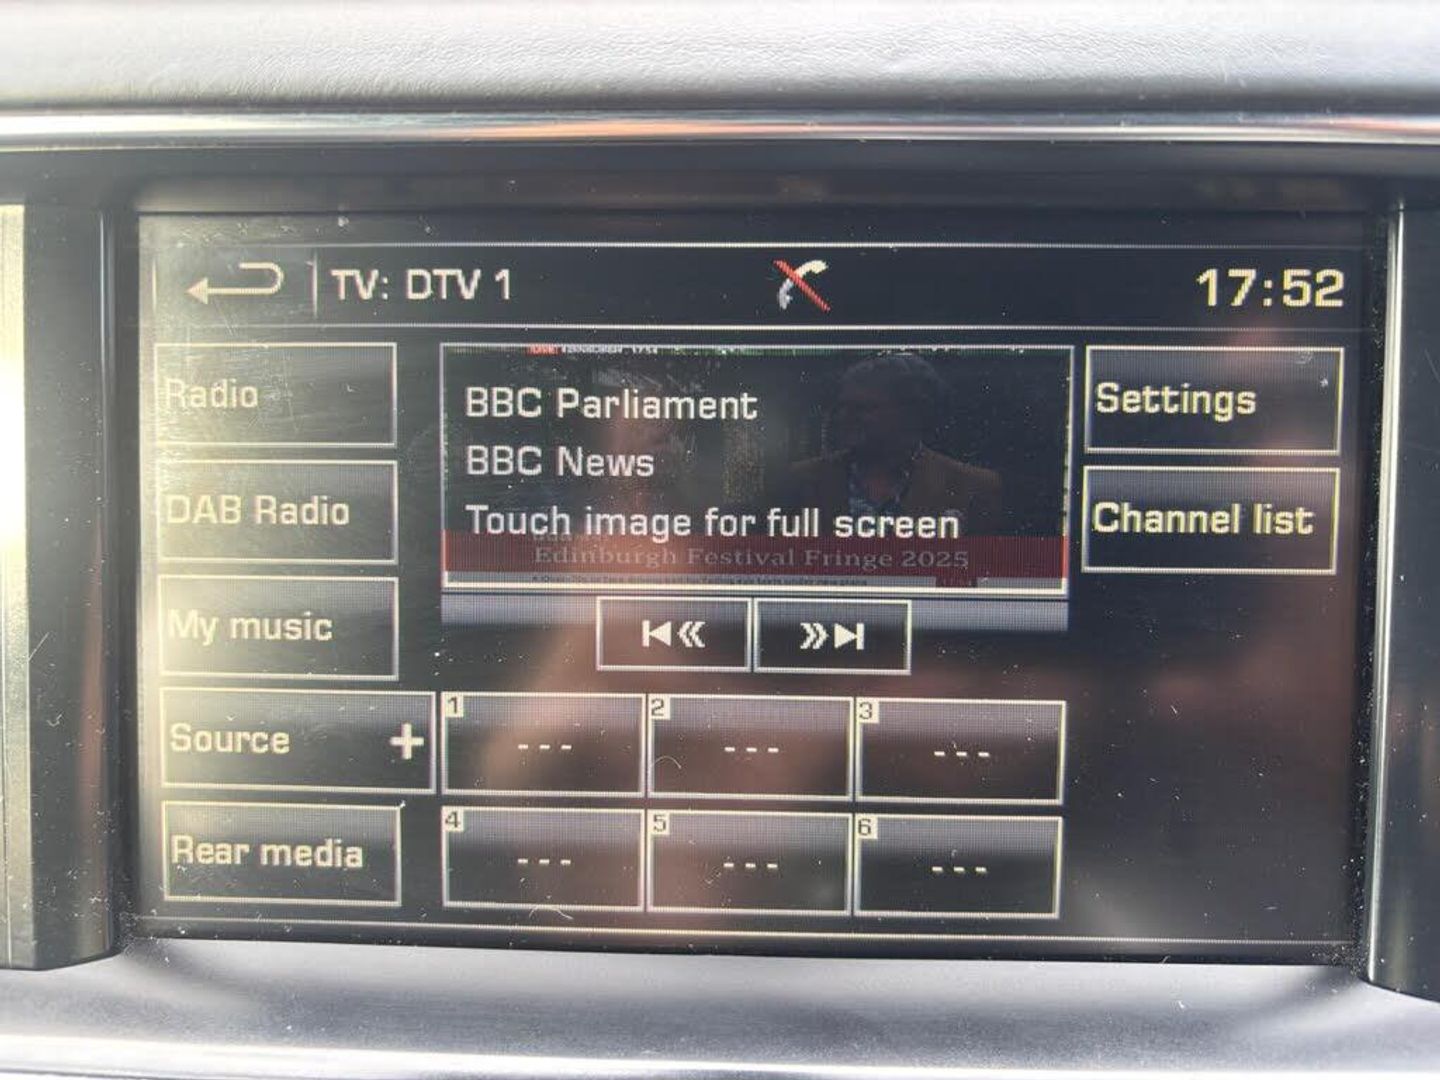 TV: DTV 1
17:52
Radio
DAB Radio
My music
Source +
Rear media
BBC Parliament
BBC News
Touch image for full screen
Edinburgh Festival Fringe 2025
Settings
Channel list
1
---
2
---
3
---
4
---
5
---
6
---